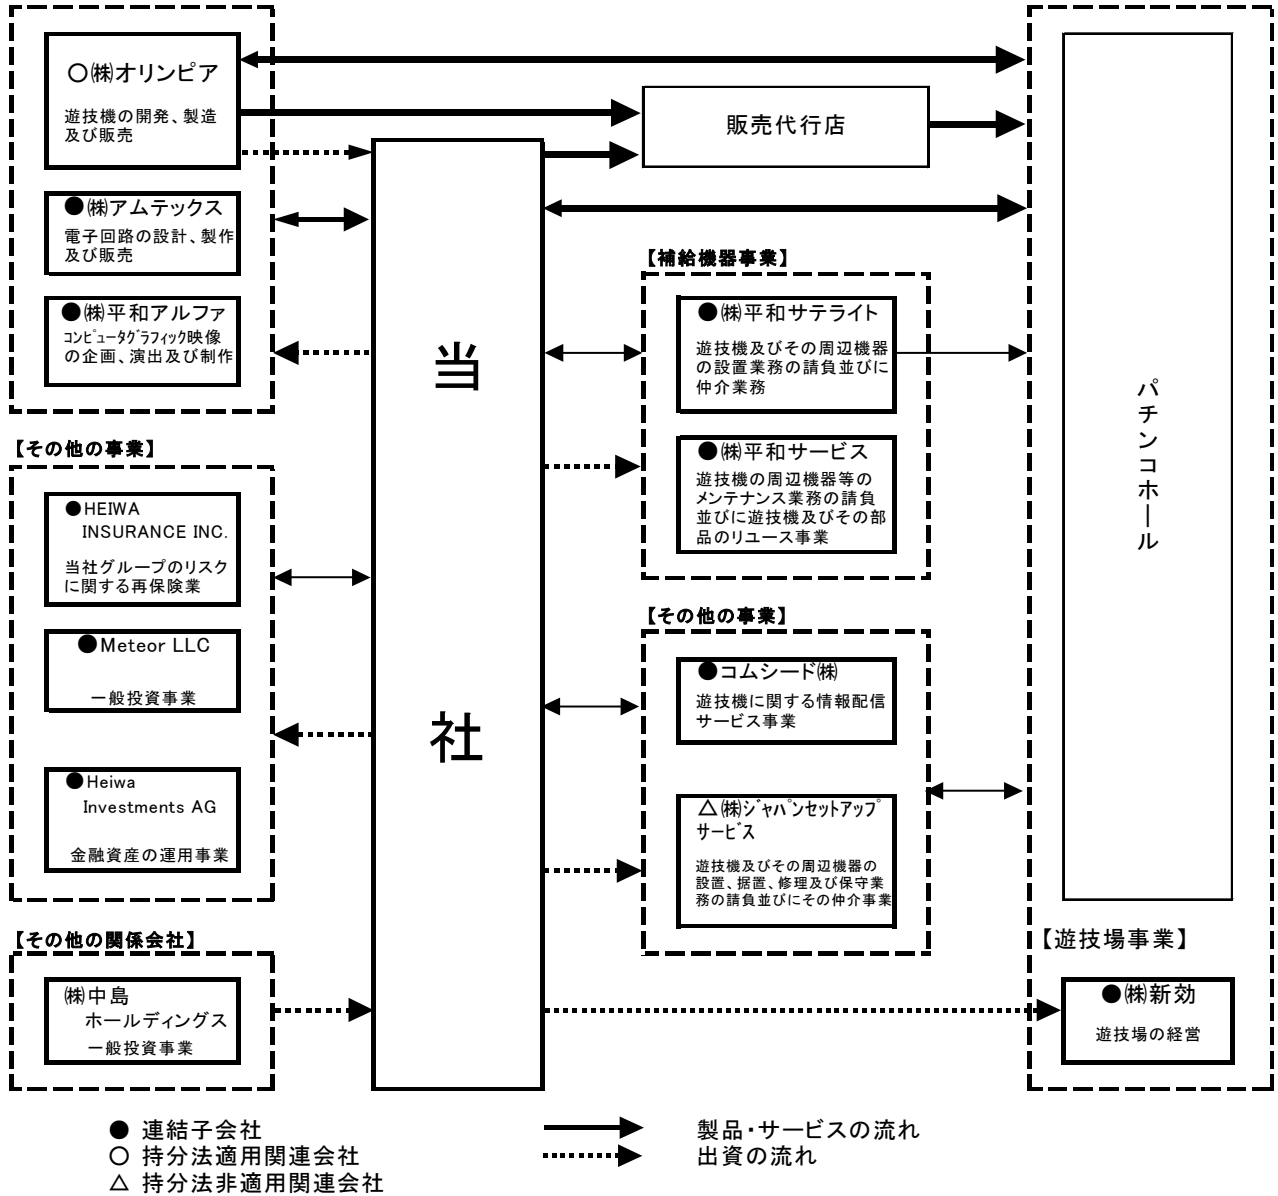 ○㈱オリンピア
遊技機の開発、製造
及び販売
●㈱アムテックス
電子回路の設計、製作
及び販売
●㈱平和アルファ
ｺﾝﾋﾟｭｰﾀｸﾞﾗﾌｨｯｸ映像
の企画、演出及び制作
【その他の事業】
●HEIWA
INSURANCE INC.
当社グループのリスク
に関する再保険業
●Meteor LLC
一般投資事業
●Heiwa
Investments AG
金融資産の運用事業
【その他の関係会社】
㈱中島
ホールディングス
一般投資事業
当
社
販売代行店
【補給機器事業】
●㈱平和サテライト
遊技機及びその周辺機器
の設置業務の請負並びに
仲介業務
●㈱平和サービス
遊技機の周辺機器等の
メンテナンス業務の請負
並びに遊技機及びその部
品のリユース事業
【その他の事業】
●コムシード㈱
遊技機に関する情報配信
サービス事業
△㈱ｼﾞｬﾊﾟﾝセットアップ
サービス
遊技機及びその周辺機器の
設置、据置、修理及び保守業
務の請負並びにその仲介事業
パチンコホール
【遊技場事業】
●㈱新効
遊技場の経営
● 連結子会社
○ 持分法適用関連会社
△ 持分法非適用関連会社
製品・サービスの流れ
出資の流れ